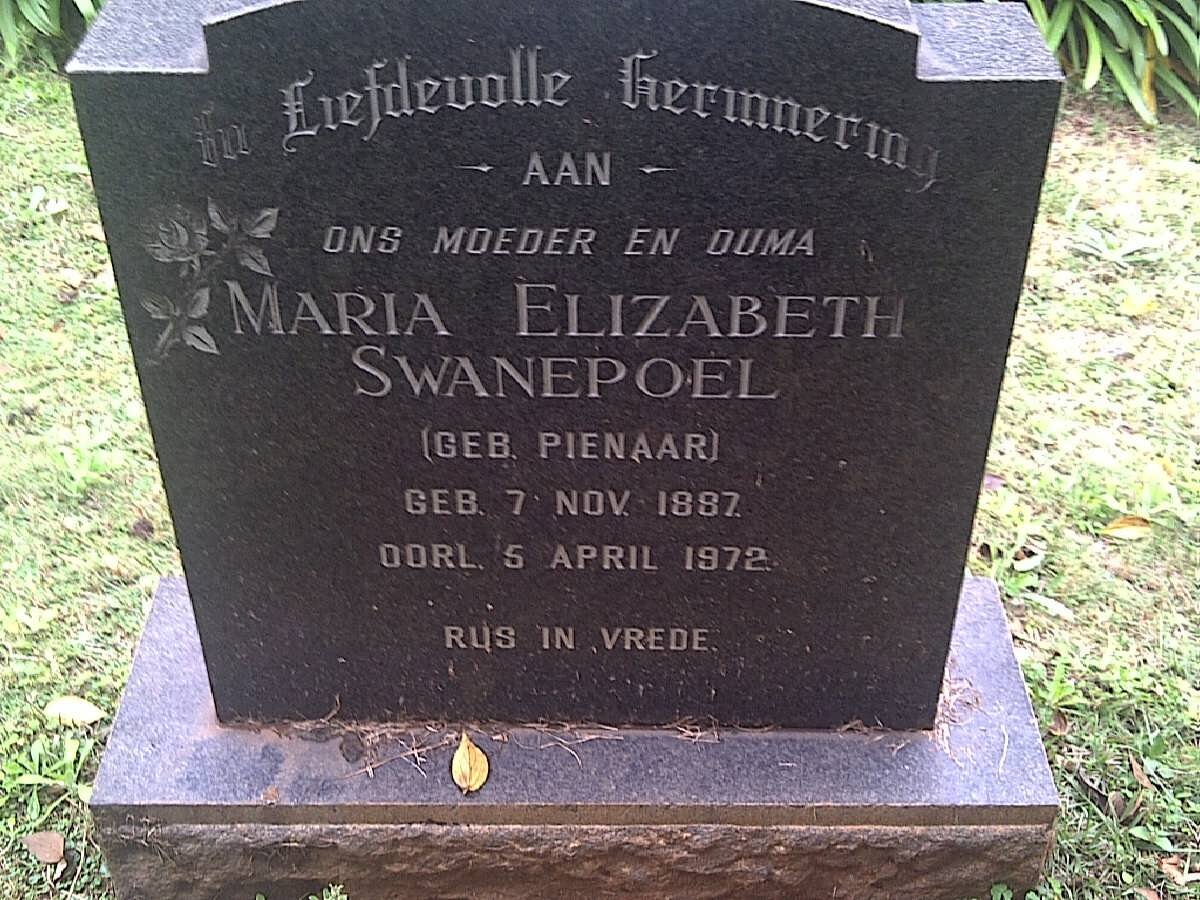 In Liefdevolle Herinnering
AAN
ONS MOEDER EN OUMA
MARIA ELIZABETH
SWANEPOEL
(GEB. PIENAAR)
GEB. 7 NOV. 1887.
OORL. 5 APRIL 1972.
RUS IN VREDE.